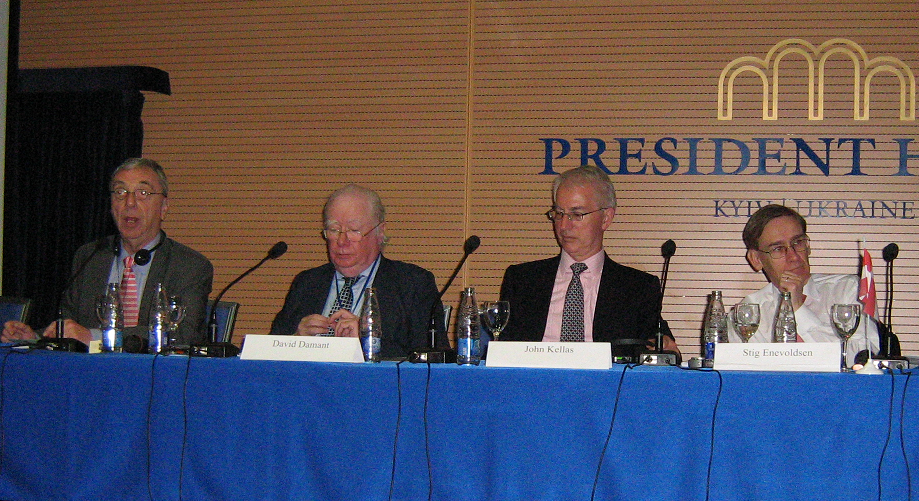 PRESIDENT H
KYIV UKRAINE
David Damant
John Kellas
Stig Enevoldsen